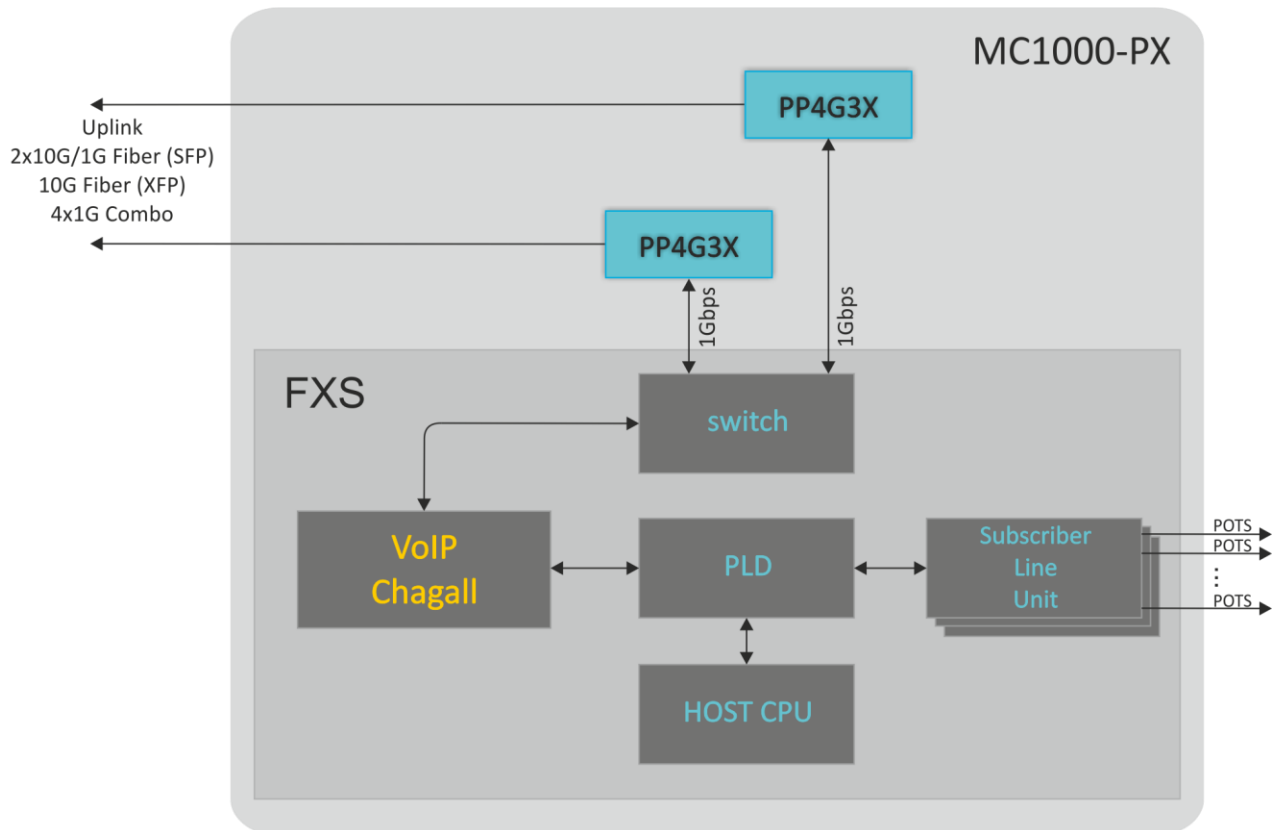 MC1000-PX
PP4G3X
Uplink
2x10G/1G Fiber (SFP)
10G Fiber (XFP)
4x1G Combo
PP4G3X
1Gbps
1Gbps
FXS
switch
VoIP
Chagall
PLD
Subscriber
Line
Unit
POTS
POTS
⋮
POTS
HOST CPU